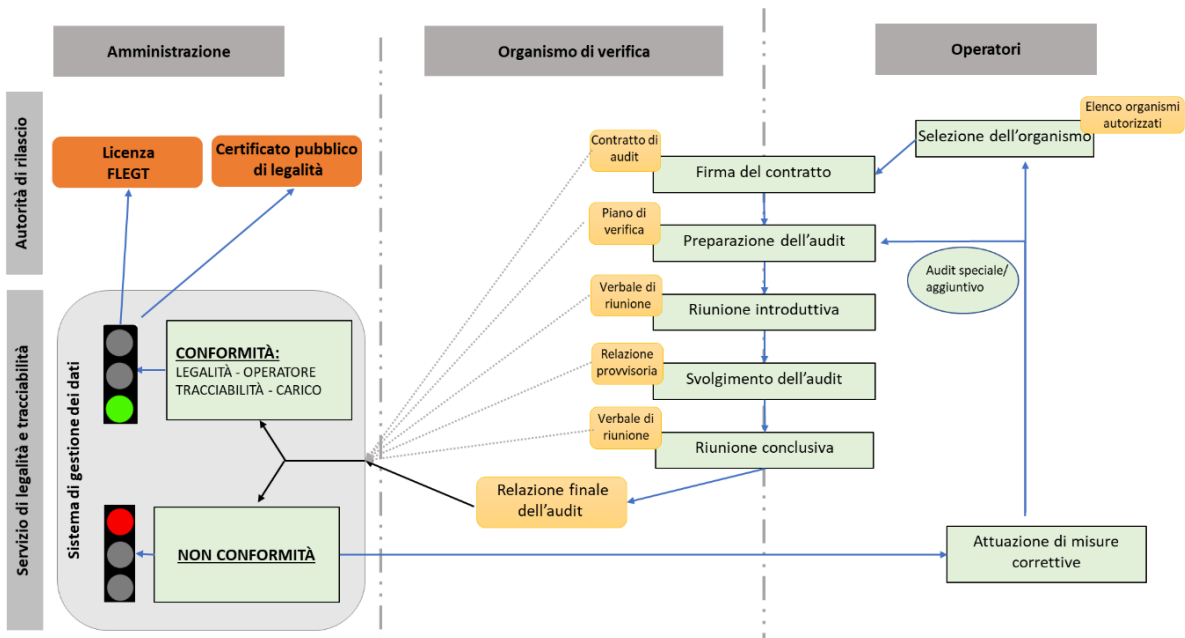 Amministrazione
Organismo di verifica
Operatori
Autorità di rilascio
Licenza
FLEGT
Certificato pubblico
di legalità
Contratto di
audit
Firma del contratto
Selezione dell’organismo
Elenco organismi
autorizzati
Piano di
verifica
Preparazione dell’audit
Audit speciale/
aggiuntivo
Servizio di legalità e tracciabilità
Sistema di gestione dei dati
CONFORMITÀ:
LEGALITÀ - OPERATORE
TRACCIABILITÀ - CARICO
Verbale di
riunione
Riunione introduttiva
Relazione
provvisoria
Svolgimento dell’audit
Verbale di
riunione
Riunione conclusiva
Relazione finale
dell’audit
NON CONFORMITÀ
Attuazione di misure
correttive